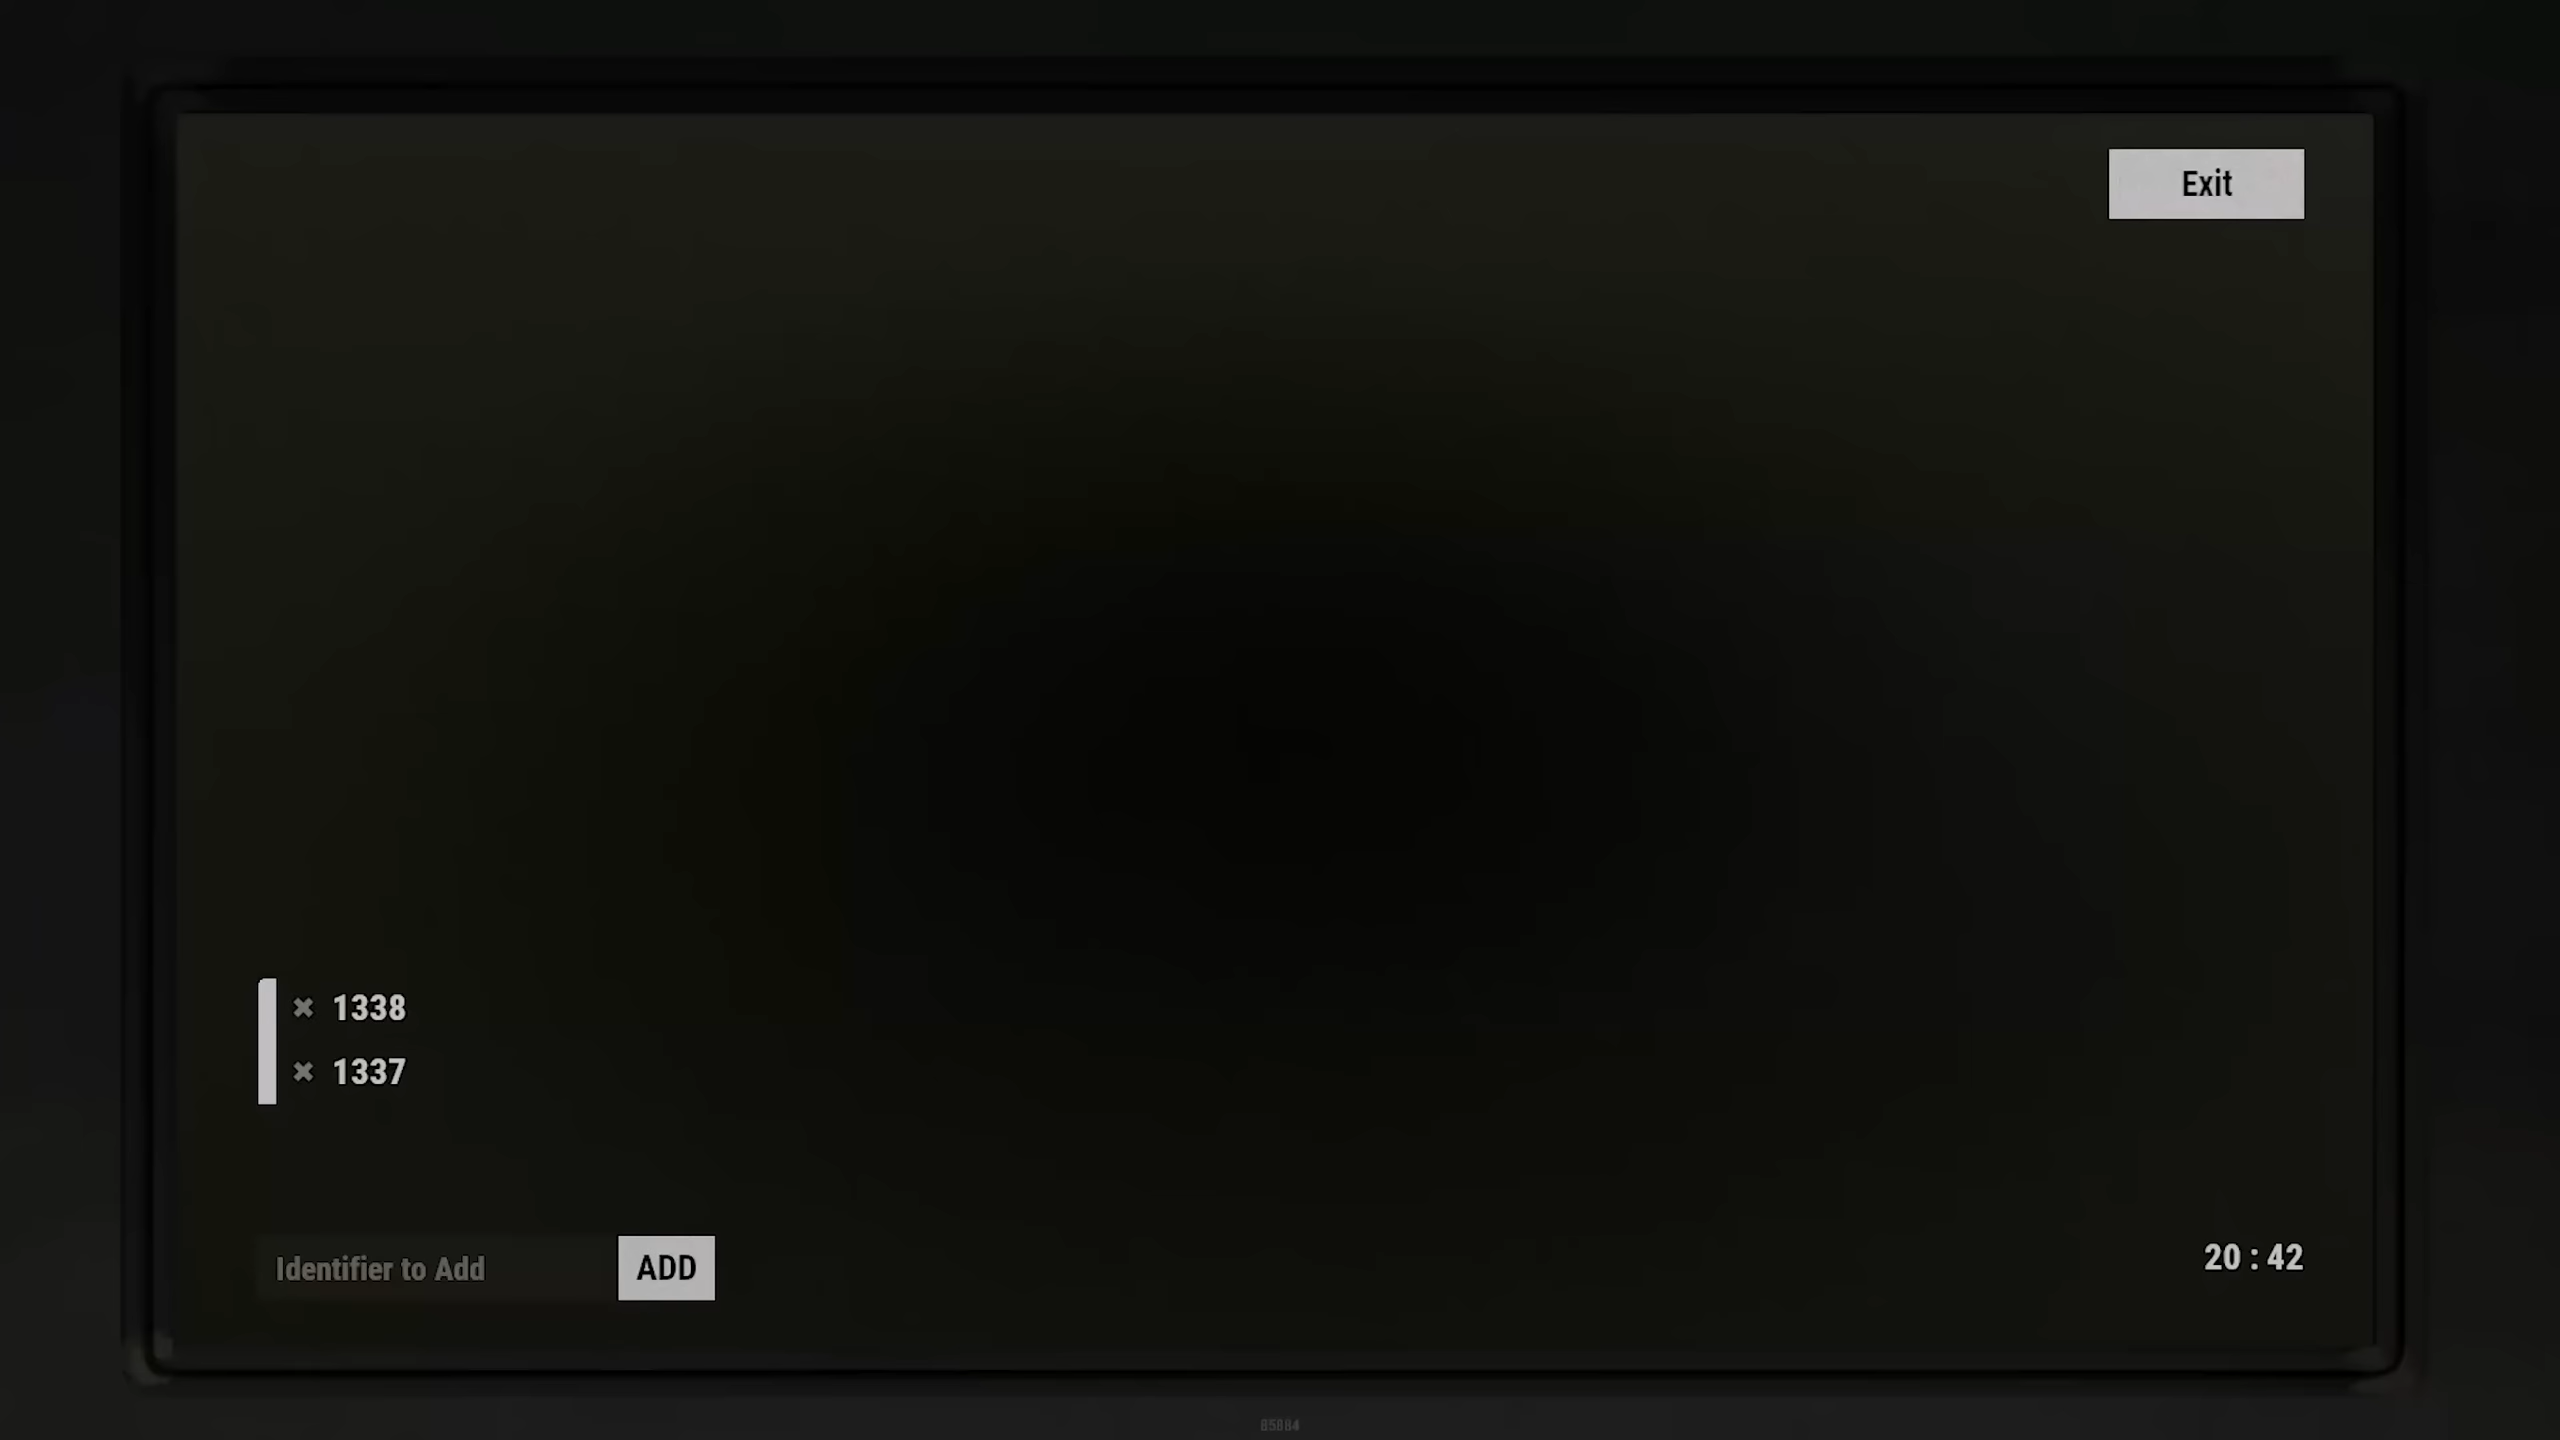 Exit
✖ 1338
✖ 1337
Identifier to Add
ADD
20 : 42